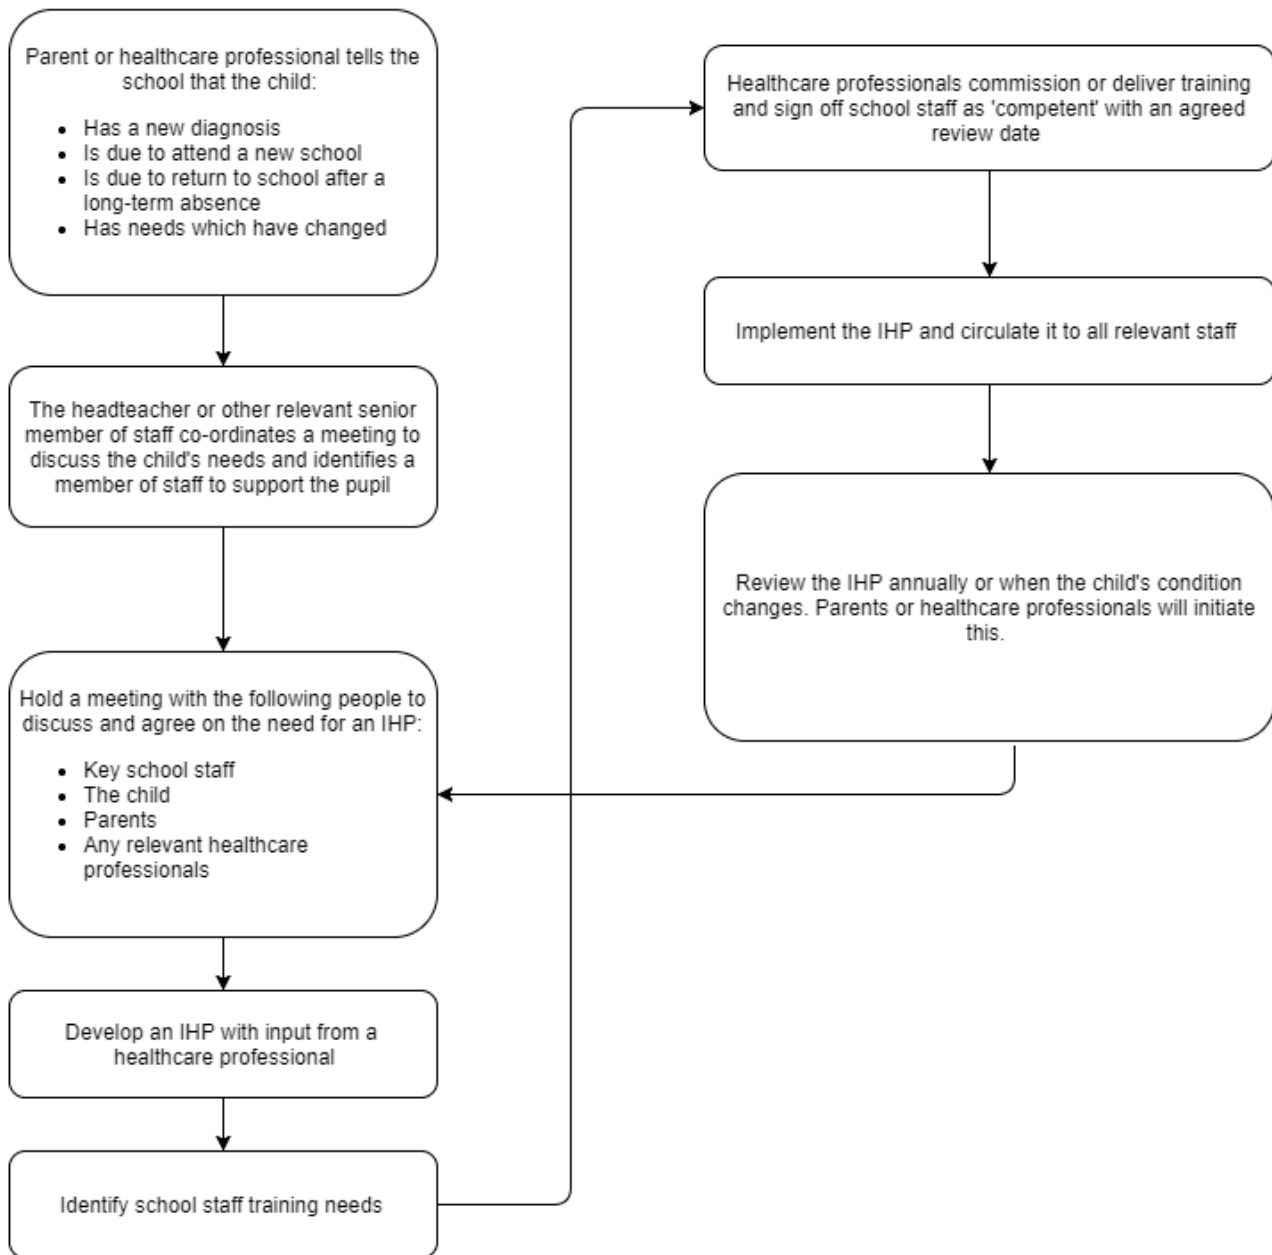 Parent or healthcare professional tells the
school that the child:
• Has a new diagnosis
• Is due to attend a new school
• Is due to return to school after a
long-term absence
• Has needs which have changed
The headteacher or other relevant senior
member of staff co-ordinates a meeting to
discuss the child's needs and identifies a
member of staff to support the pupil
Hold a meeting with the following people to
discuss and agree on the need for an IHP:
• Key school staff
• The child
• Parents
• Any relevant healthcare
professionals
Develop an IHP with input from a
healthcare professional
Identify school staff training needs
Healthcare professionals commission or deliver training
and sign off school staff as 'competent' with an agreed
review date
Implement the IHP and circulate it to all relevant staff
Review the IHP annually or when the child's condition
changes. Parents or healthcare professionals will initiate
this.